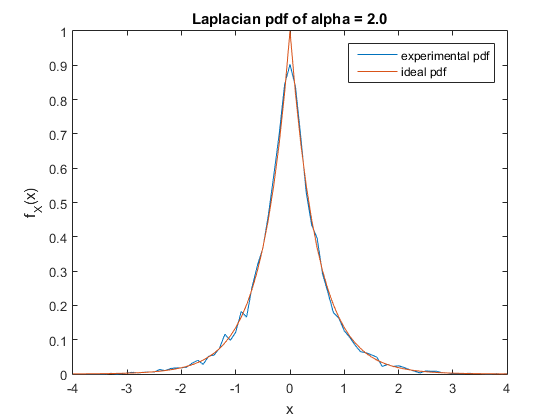 Laplacian pdf of alpha = 2.0
experimental pdf
ideal pdf
1
0.9
0.8
0.7
0.6
0.5
0.4
0.3
0.2
0.1
0
f_X(x)
-4 -3 -2 -1 0 1 2 3 4
x